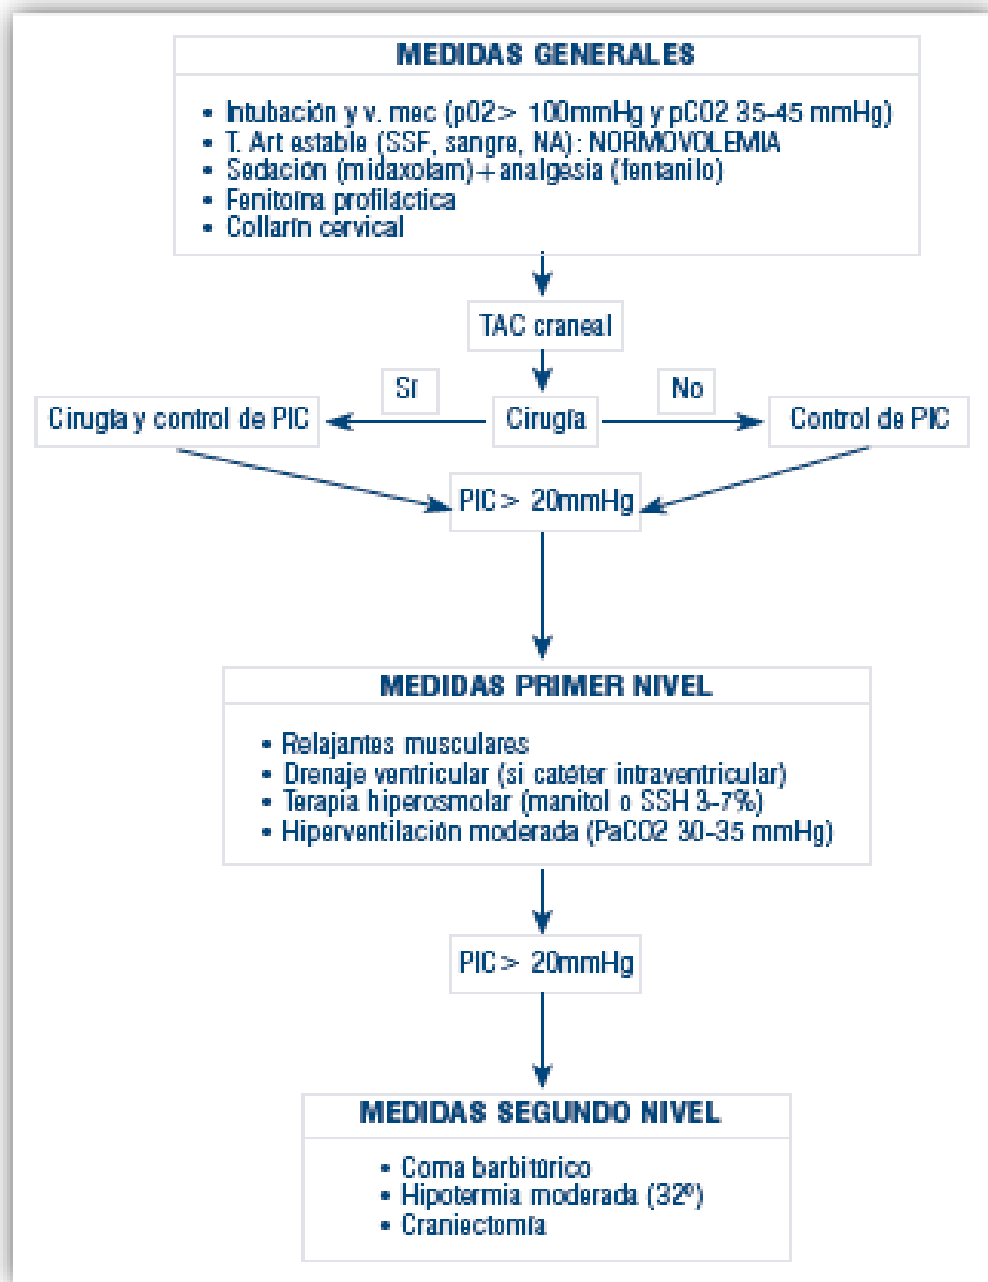 MEDIDAS GENERALES
• Intubación y v. mec (pO2> 100mmHg y pCO2 35-45 mmHg)
• T. Art estable (SSF, sangre, NA): NORMOVOLEMIA
• Sedación (midaxolam)+analgesia (fentanilo)
• Fenitoína profiláctica
• Collarín cervical
TAC craneal
Sí
No
Cirugía y control de PIC
Cirugía
Control de PIC
PIC> 20mmHg
MEDIDAS PRIMER NIVEL
• Relajantes musculares
• Drenaje ventricular (si catéter intraventricular)
• Terapia hiperosmolar (manitol o SSH 3-7%)
• Hiperventilación moderada (PaCO2 30-35 mmHg)
PIC> 20mmHg
MEDIDAS SEGUNDO NIVEL
• Coma barbitúrico
• Hipotermia moderada (32º)
• Craniectomía